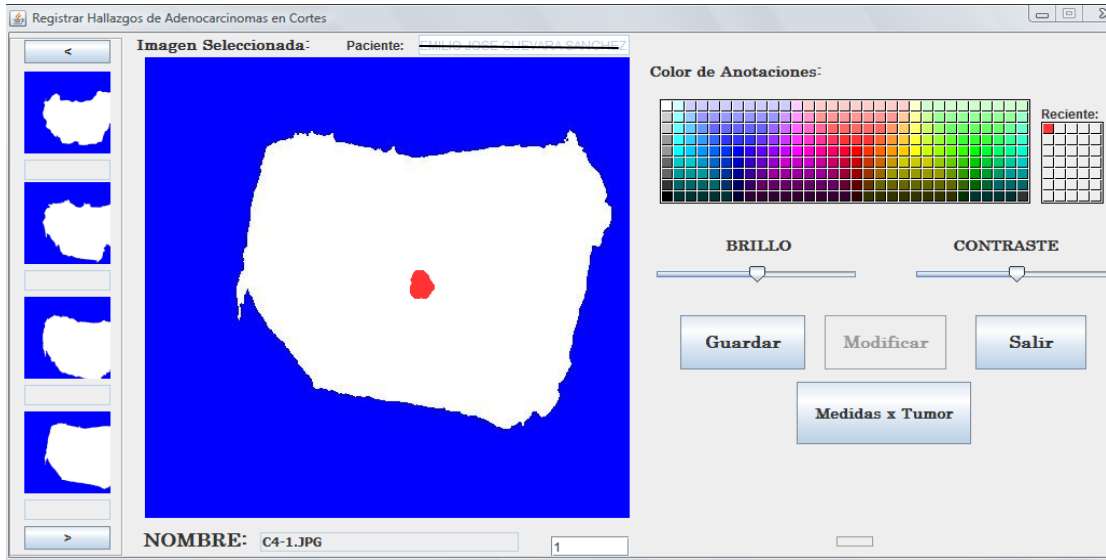 Registrar Hallazgos de Adenocarcinomas en Cortes
<
Imagen Seleccionada:
Paciente:
Color de Anotaciones:
Reciente:
BRILLO
CONTRASTE
Guardar
Modificar
Salir
Medidas x Tumor
>
NOMBRE:
C4-1.JPG
1